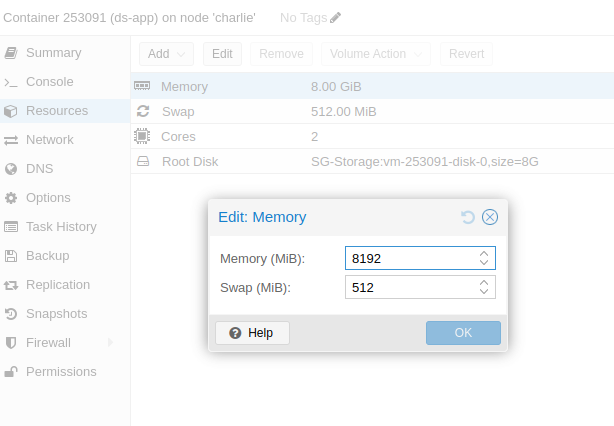 Container 253091 (ds-app) on node 'charlie' No Tags
Summary
Console
Resources
Network
DNS
Options
Task History
Backup
Replication
Snapshots
Firewall
Permissions
Add Edit Remove Volume Action Revert
Memory 8.00 GiB
Swap 512.00 MiB
Cores 2
Root Disk SG-Storage:vm-253091-disk-0,size=8G
Edit: Memory
Memory (MiB): 8192
Swap (MiB): 512
Help OK